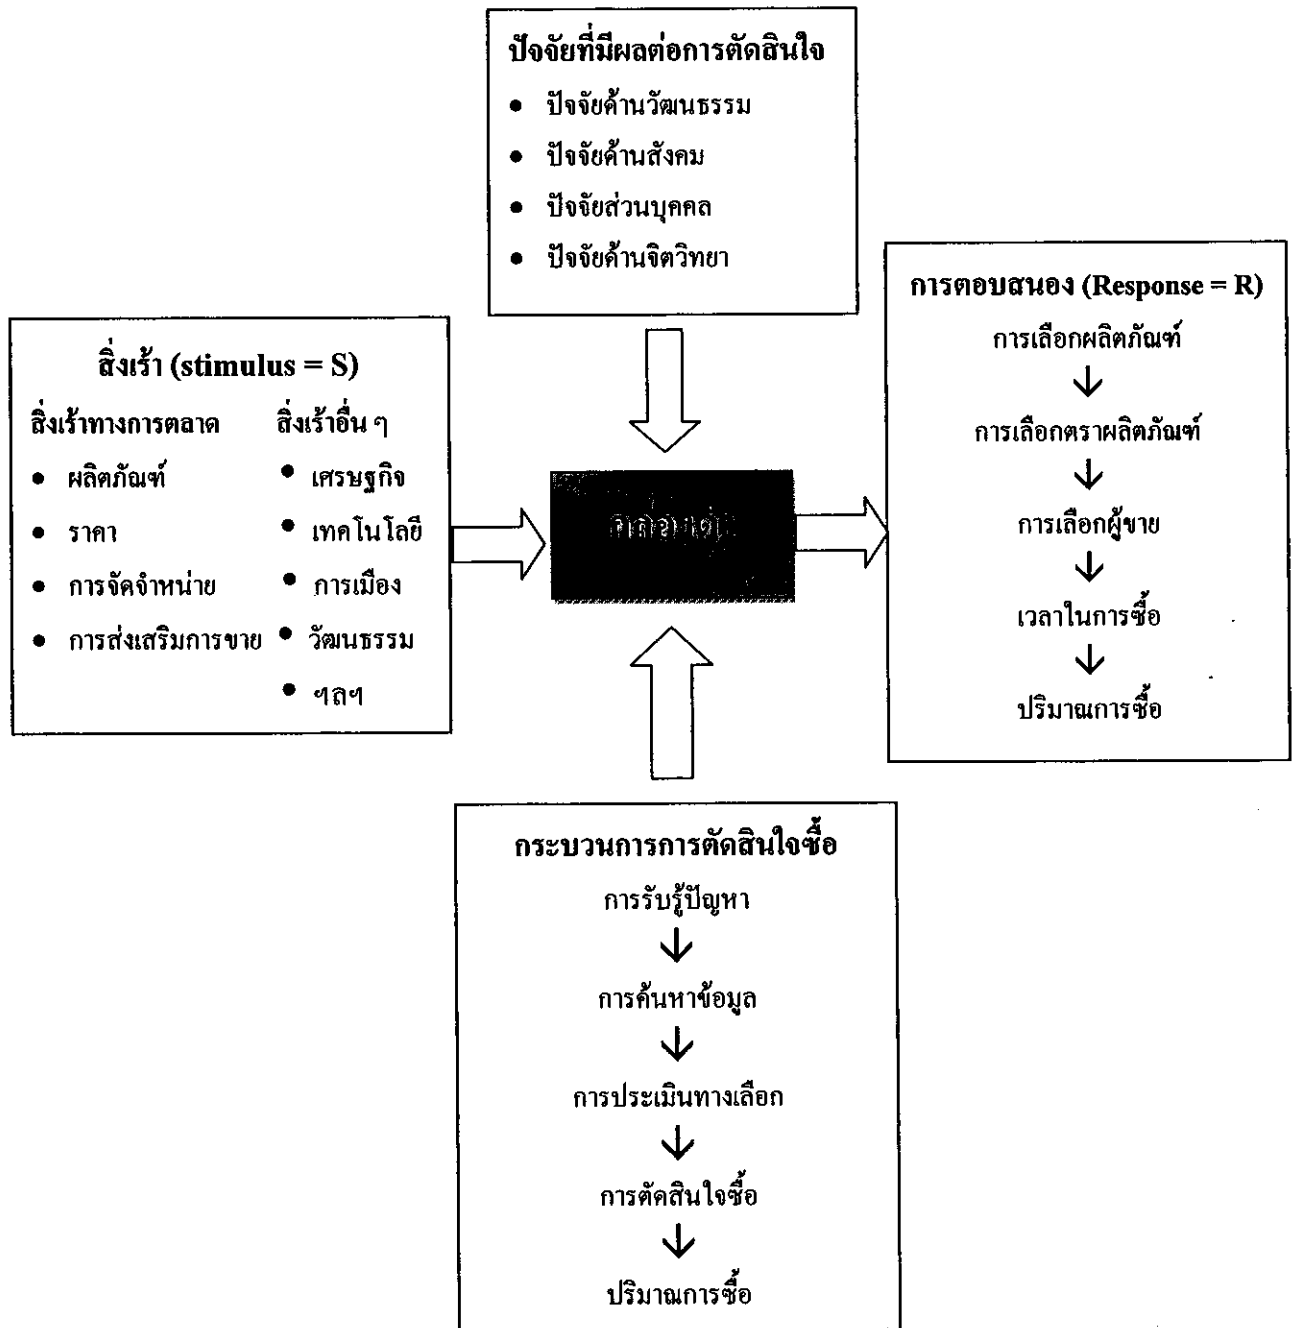 ปัจจัยที่มีผลต่อการตัดสินใจ
• ปัจจัยด้านวัฒนธรรม
• ปัจจัยด้านสังคม
• ปัจจัยส่วนบุคคล
• ปัจจัยด้านจิตวิทยา
สิ่งเร้า (stimulus = S)
สิ่งเร้าทางการตลาด
• ผลิตภัณฑ์
• ราคา
• การจัดจำหน่าย
• การส่งเสริมการขาย
สิ่งเร้าอื่น ๆ
• เศรษฐกิจ
• เทคโนโลยี
• การเมือง
• วัฒนธรรม
• ฯลฯ
การตอบสนอง (Response = R)
การเลือกผลิตภัณฑ์
การเลือกตราผลิตภัณฑ์
การเลือกผู้ขาย
เวลาในการซื้อ
ปริมาณการซื้อ
กระบวนการการตัดสินใจซื้อ
การรับรู้ปัญหา
การค้นหาข้อมูล
การประเมินทางเลือก
การตัดสินใจซื้อ
ปริมาณการซื้อ